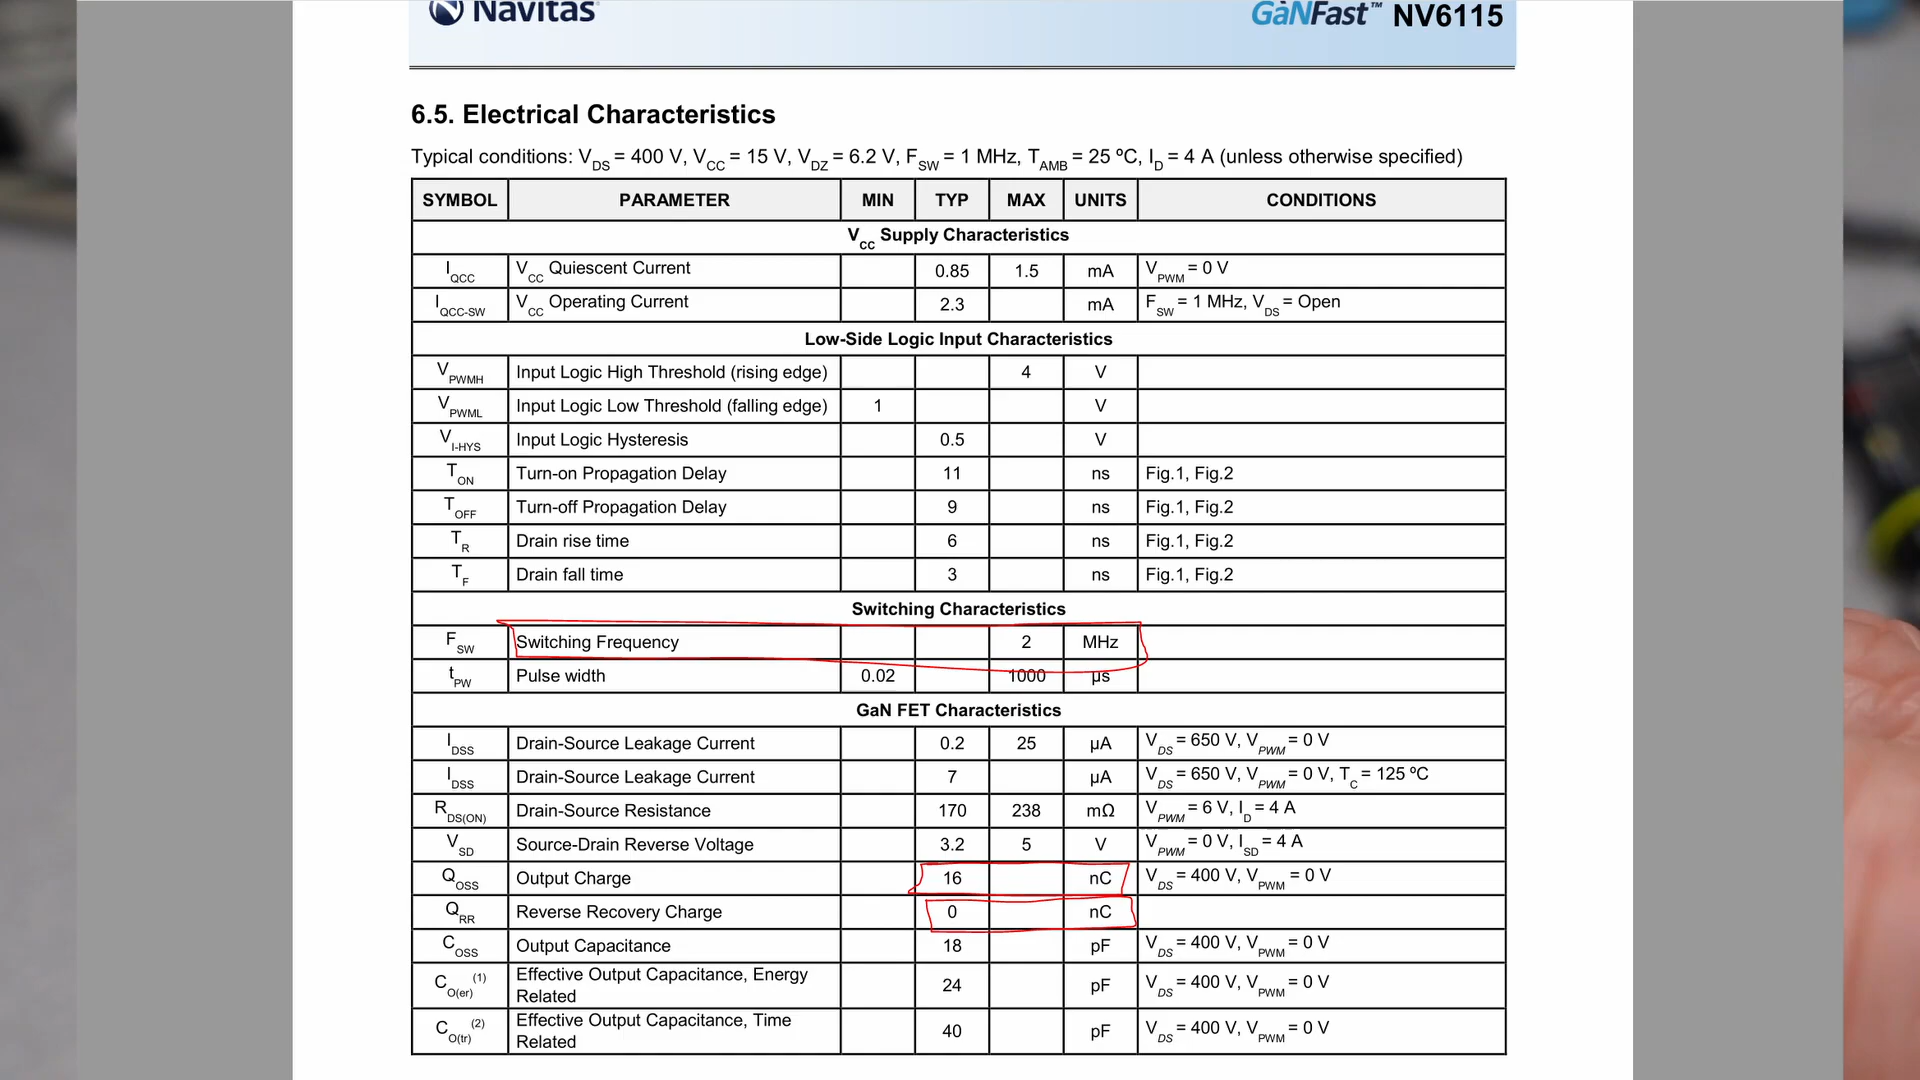 Navitas GaNFast™ NV6115
6.5. Electrical Characteristics
Typical conditions: VDS = 400 V, VCC = 15 V, VDZ = 6.2 V, FSW = 1 MHz, TAMB = 25 ºC, ID = 4 A (unless otherwise specified)
SYMBOL PARAMETER MIN TYP MAX UNITS CONDITIONS
VCC Supply Characteristics
IQCC VCC Quiescent Current 0.85 1.5 mA VPWM = 0 V
IQCC-SW VCC Operating Current 2.3 mA FSW = 1 MHz, VDS = Open
Low-Side Logic Input Characteristics
VPWMH Input Logic High Threshold (rising edge) 4 V
VPWML Input Logic Low Threshold (falling edge) 1 V
VI-HYS Input Logic Hysteresis 0.5 V
TON Turn-on Propagation Delay 11 ns Fig.1, Fig.2
TOFF Turn-off Propagation Delay 9 ns Fig.1, Fig.2
TR Drain rise time 6 ns Fig.1, Fig.2
TF Drain fall time 3 ns Fig.1, Fig.2
Switching Characteristics
FSW Switching Frequency 2 MHz
tPW Pulse width 0.02 1000 µs
GaN FET Characteristics
IDSS Drain-Source Leakage Current 0.2 25 µA VDS = 650 V, VPWM = 0 V
IDSS Drain-Source Leakage Current 7 µA VDS = 650 V, VPWM = 0 V, TC = 125 ºC
RDS(ON) Drain-Source Resistance 170 238 mΩ VPWM = 6 V, ID = 4 A
VSD Source-Drain Reverse Voltage 3.2 5 V VPWM = 0 V, ISD = 4 A
QOSS Output Charge 16 nC VDS = 400 V, VPWM = 0 V
QRR Reverse Recovery Charge 0 nC
COSS Output Capacitance 18 pF VDS = 400 V, VPWM = 0 V
CO(er)(1) Effective Output Capacitance, Energy
Related 24 pF VDS = 400 V, VPWM = 0 V
CO(tr)(2) Effective Output Capacitance, Time
Related 40 pF VDS = 400 V, VPWM = 0 V